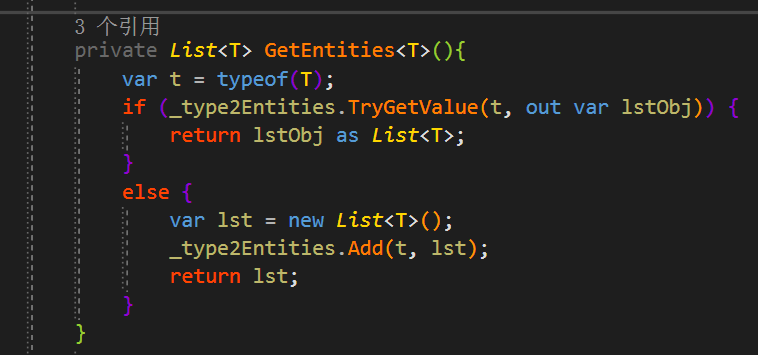 3 个引用
private List<T> GetEntities<T>(){
var t = typeof(T);
if (_type2Entities.TryGetValue(t, out var lstObj)) {
return lstObj as List<T>;
}
else {
var lst = new List<T>();
_type2Entities.Add(t, lst);
return lst;
}
}